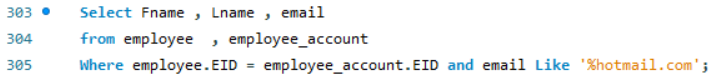 303 Select Fname , Lname , email
304 from employee , employee_account
305 Where employee.EID = employee_account.EID and email Like '%hotmail.com';